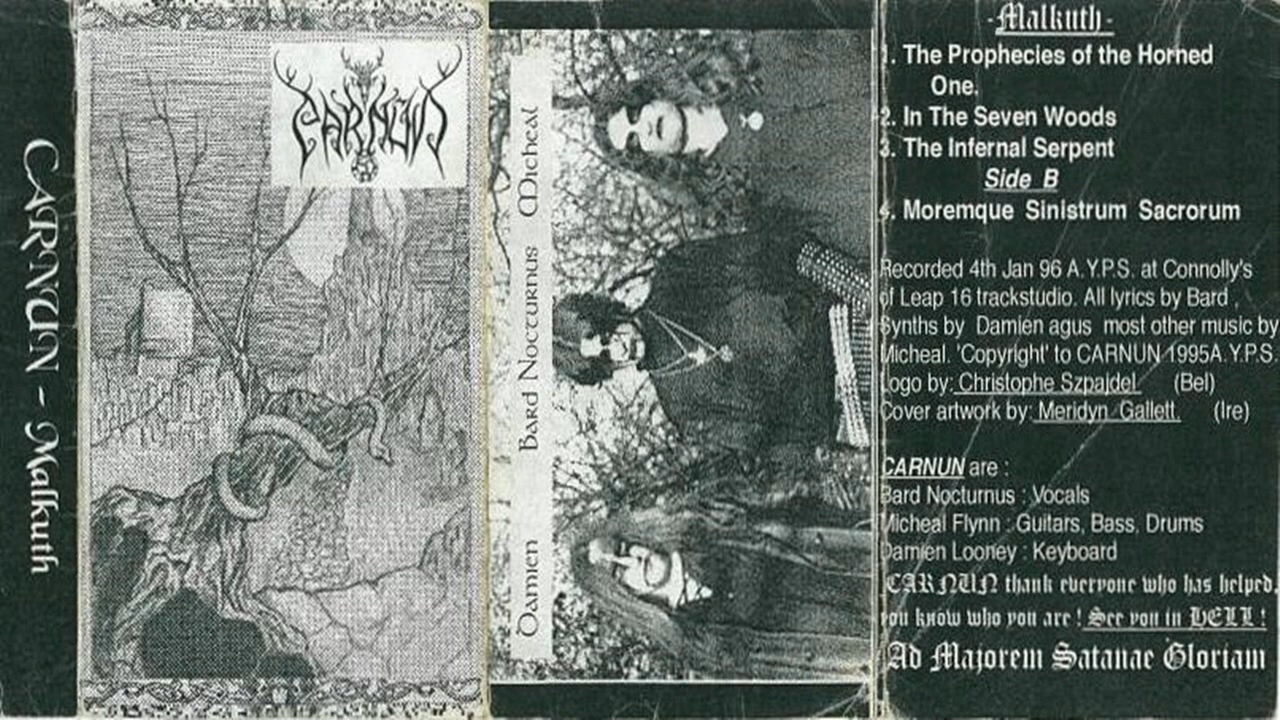 CARNUN - Malkuth
CARNUN
Damien Bard Nocturnus Micheal
-Malkuth-
1. The Prophecies of the Horned
One.
2. In The Seven Woods
3. The Infernal Serpent
Side B
4. Moremque Sinistrum Sacrorum
Recorded 4th Jan 96 A.Y.P.S. at Connolly's
of Leap 16 trackstudio. All lyrics by Bard ,
Synths by Damien agus most other music by
Micheal. 'Copyright' to CARNUN 1995A.Y.P.S.
Logo by: Christophe Szpajdel (Bel)
Cover artwork by: Meridyn Gallett. (Ire)
CARNUN are :
Bard Nocturnus : Vocals
Micheal Flynn : Guitars, Bass, Drums
Damien Looney : Keyboard
CARNUN thank everyone who has helped,
you know who you are ! See you in HELL !
Ad Majorem Satanae Gloriam